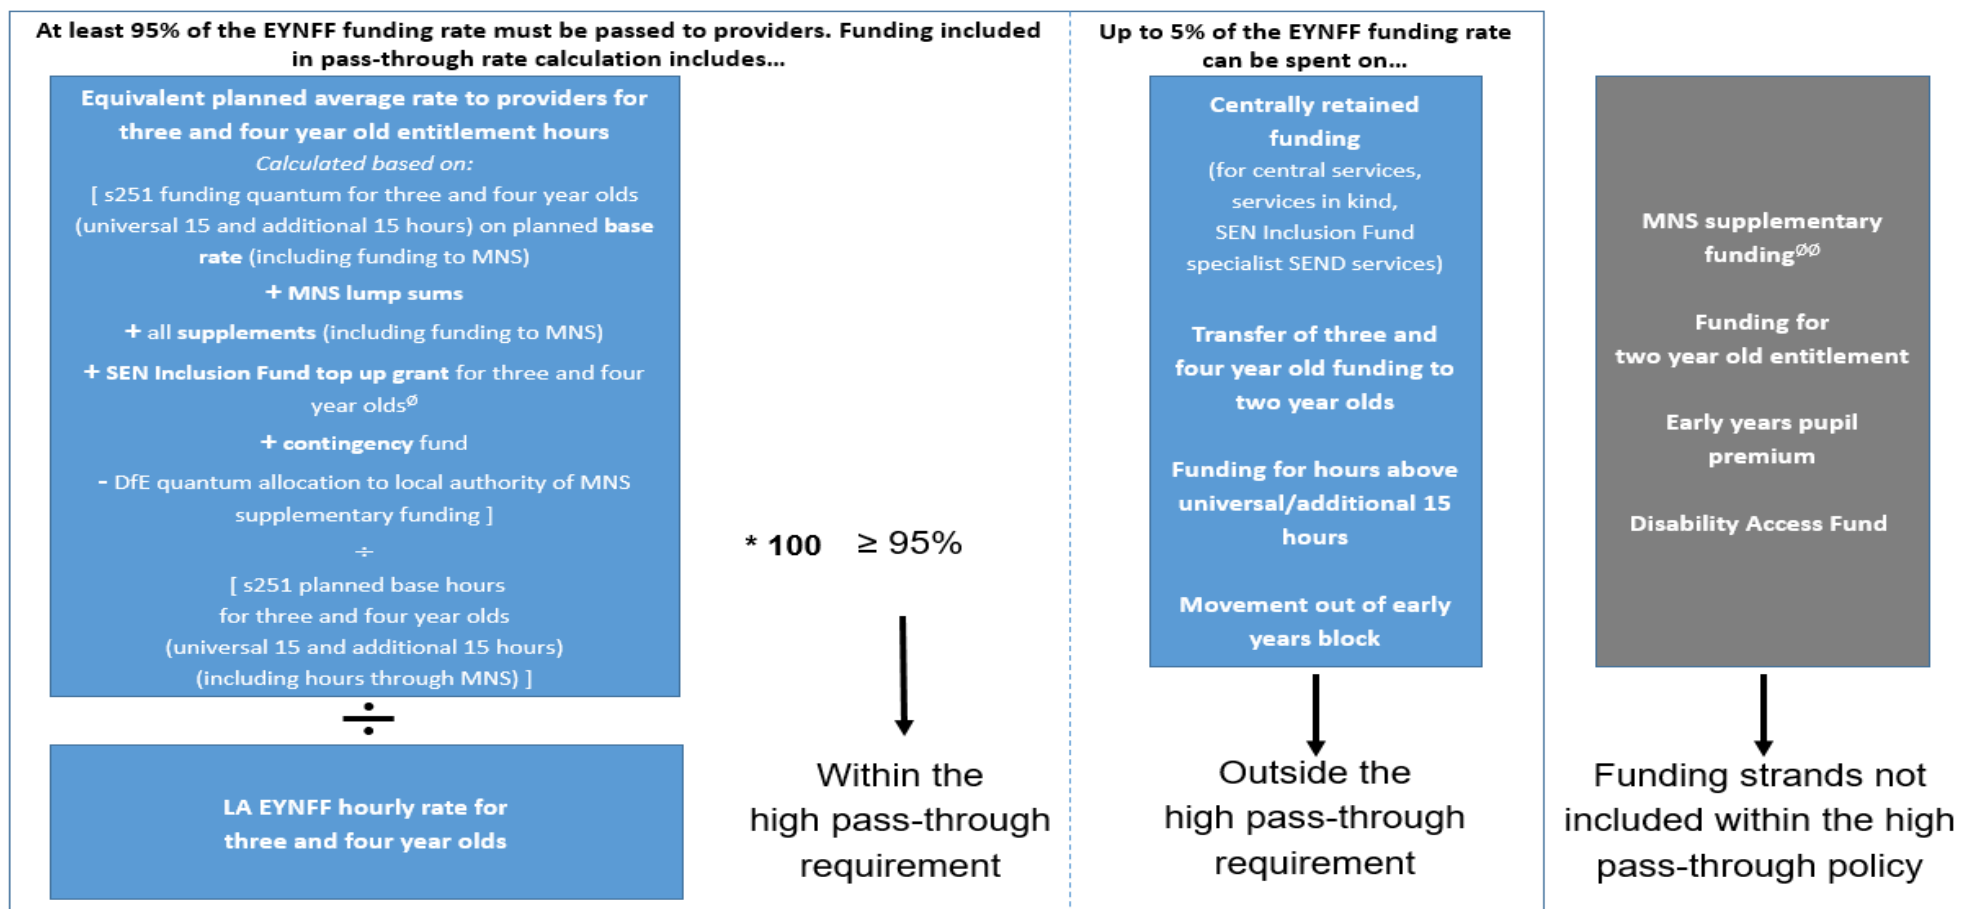 At least 95% of the EYNFF funding rate must be passed to providers. Funding included
in pass-through rate calculation includes...
Equivalent planned average rate to providers for
three and four year old entitlement hours
Calculated based on:
[ s251 funding quantum for three and four year olds
(universal 15 and additional 15 hours) on planned base
rate (including funding to MNS)
+ MNS lump sums
+ all supplements (including funding to MNS)
+ SEN Inclusion Fund top up grant for three and four
year olds^Ø
+ contingency fund
- DfE quantum allocation to local authority of MNS
supplementary funding ]
÷
[ s251 planned base hours
for three and four year olds
(universal 15 and additional 15 hours)
(including hours through MNS) ]
÷
LA EYNFF hourly rate for
three and four year olds
* 100 ≥ 95%
Within the
high pass-through
requirement
Up to 5% of the EYNFF funding rate
can be spent on...
Centrally retained
funding
(for central services,
services in kind,
SEN Inclusion Fund
specialist SEND services)
Transfer of three and
four year old funding to
two year olds
Funding for hours above
universal/additional 15
hours
Movement out of early
years block
Outside the
high pass-through
requirement
MNS supplementary
funding^ØØ
Funding for
two year old entitlement
Early years pupil
premium
Disability Access Fund
Funding strands not
included within the high
pass-through policy